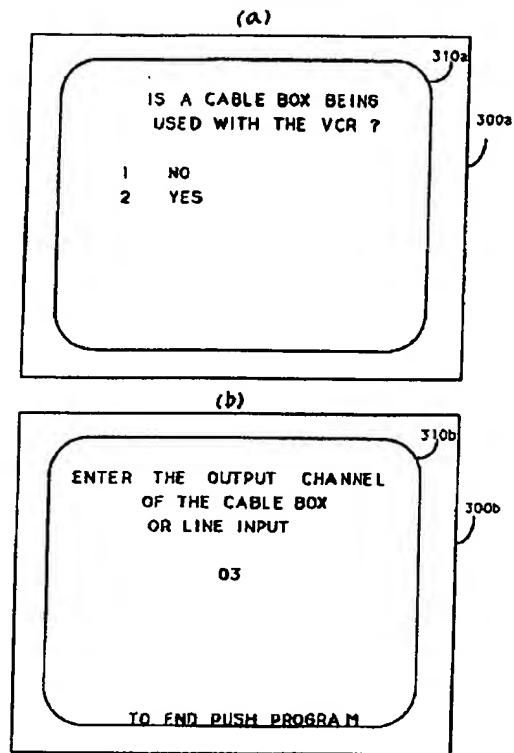 (a)
310a
IS A CABLE BOX BEING
USED WITH THE VCR ?
300a
1 NO
2 YES
(b)
310b
ENTER THE OUTPUT CHANNEL
OF THE CABLE BOX
OR LINE INPUT
300b
03
TO END PUSH PROGRAM